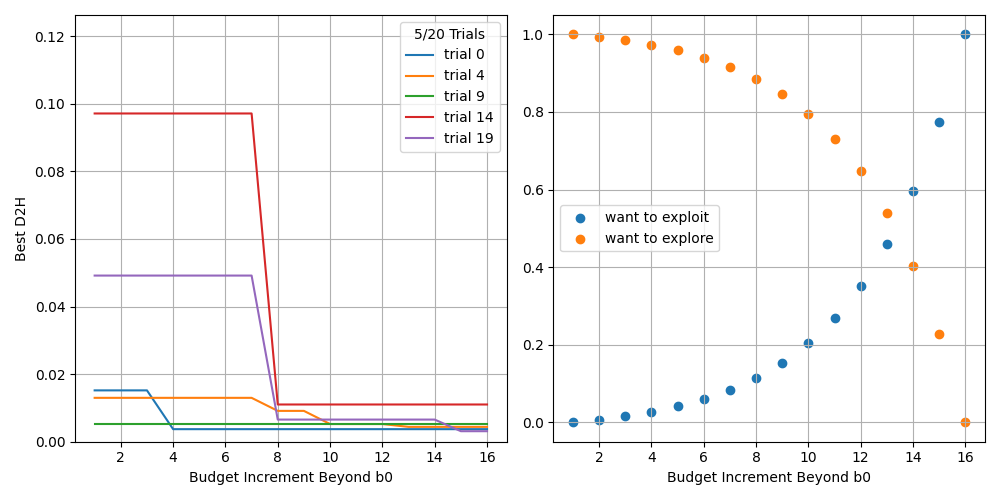 0.12
0.10
0.08
0.06
0.04
0.02
0.00
Best D2H
5/20 Trials
trial 0
trial 4
trial 9
trial 14
trial 19
2 4 6 8 10 12 14 16
Budget Increment Beyond b0
1.0
0.8
0.6
0.4
0.2
0.0
want to exploit
want to explore
2 4 6 8 10 12 14 16
Budget Increment Beyond b0